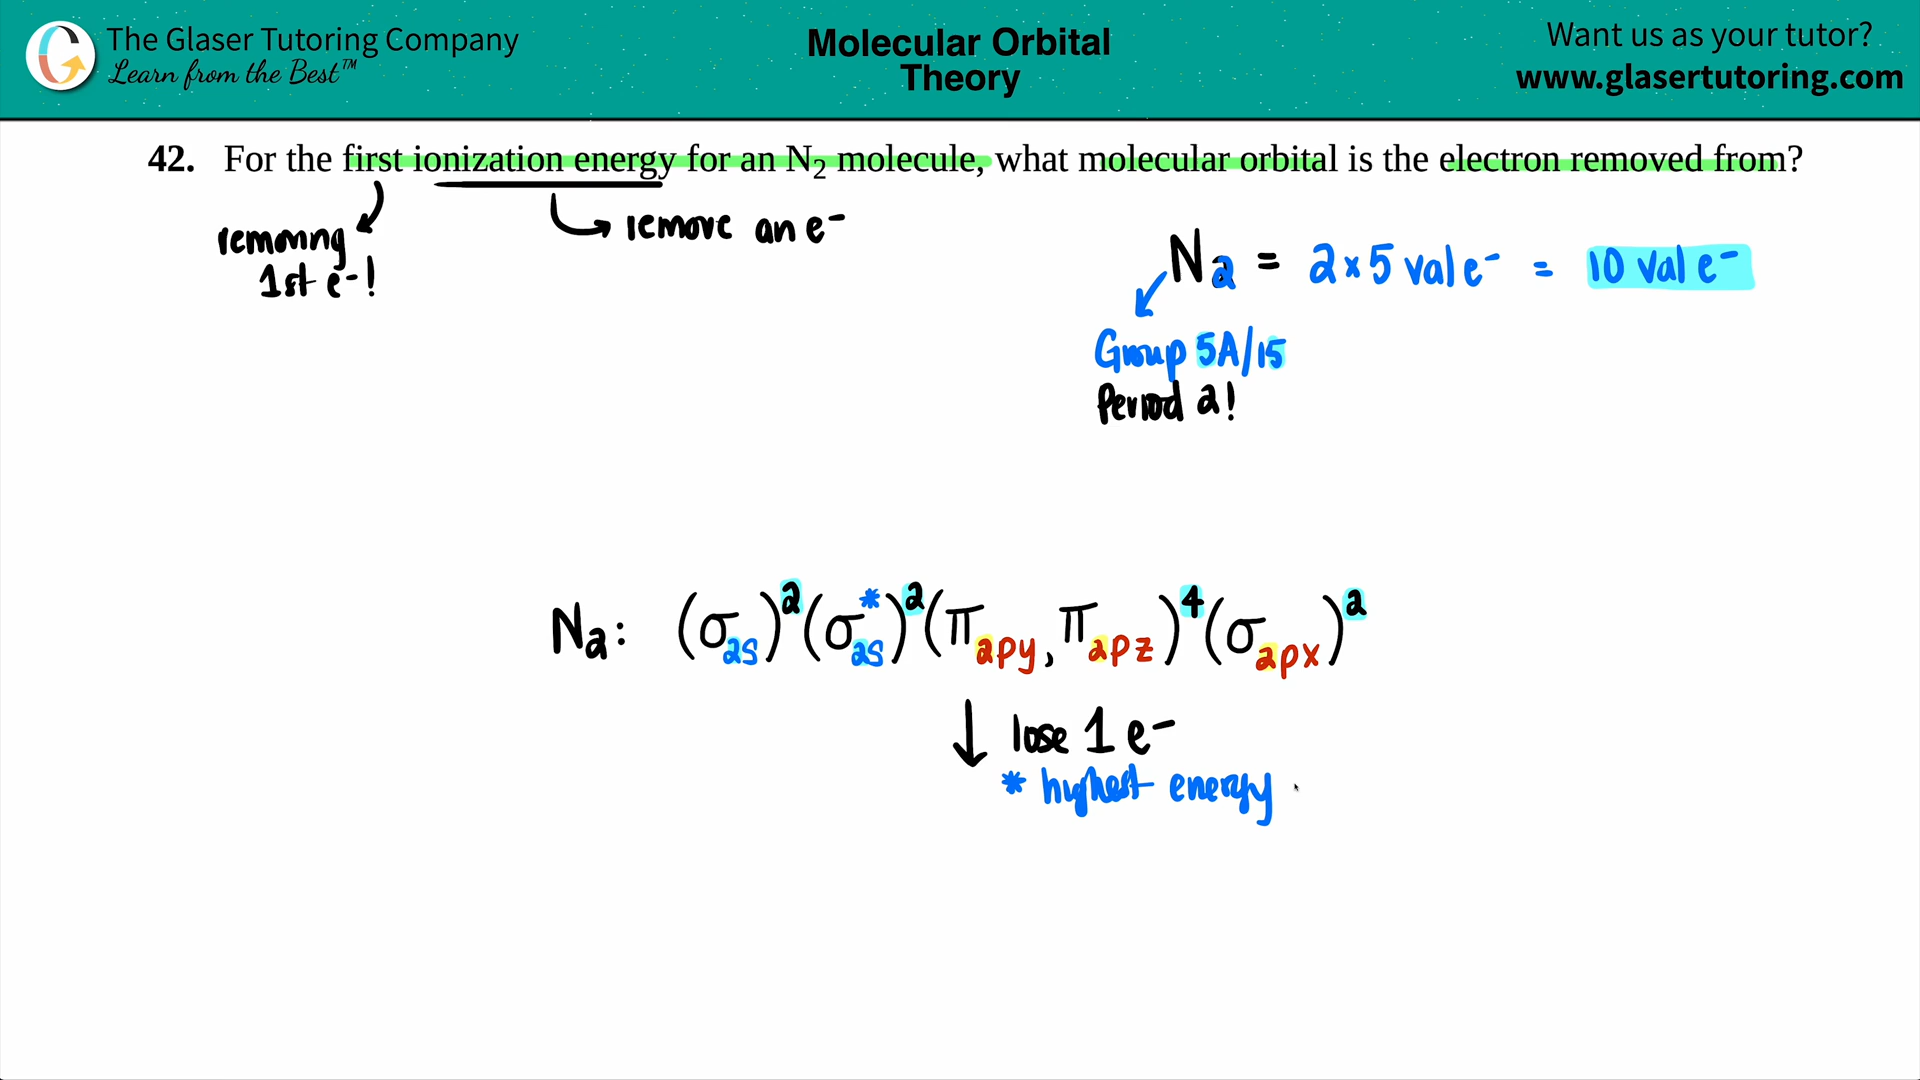 The Glaser Tutoring Company
Learn from the Best™
Molecular Orbital
Theory
Want us as your tutor?
www.glasertutoring.com
42. For the first ionization energy for an N₂ molecule, what molecular orbital is the electron removed from?
removing
1st e⁻!
remove an e⁻
N₂ = 2 x 5 val e⁻ = 10 val e⁻
Group 5A/15
Period 2!
N₂: (σ₂s)²(σ₂s*)²(π₂py, π₂pz)⁴(σ₂px)²
↓ lose 1 e⁻
* highest energy